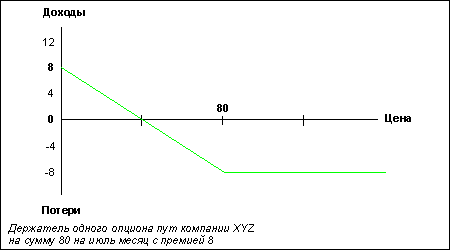 Доходы
12
8
4
0
-4
-8
80
Цена
Потери
Держатель одного опциона пут компании XYZ
на сумму 80 на июль месяц с премией 8